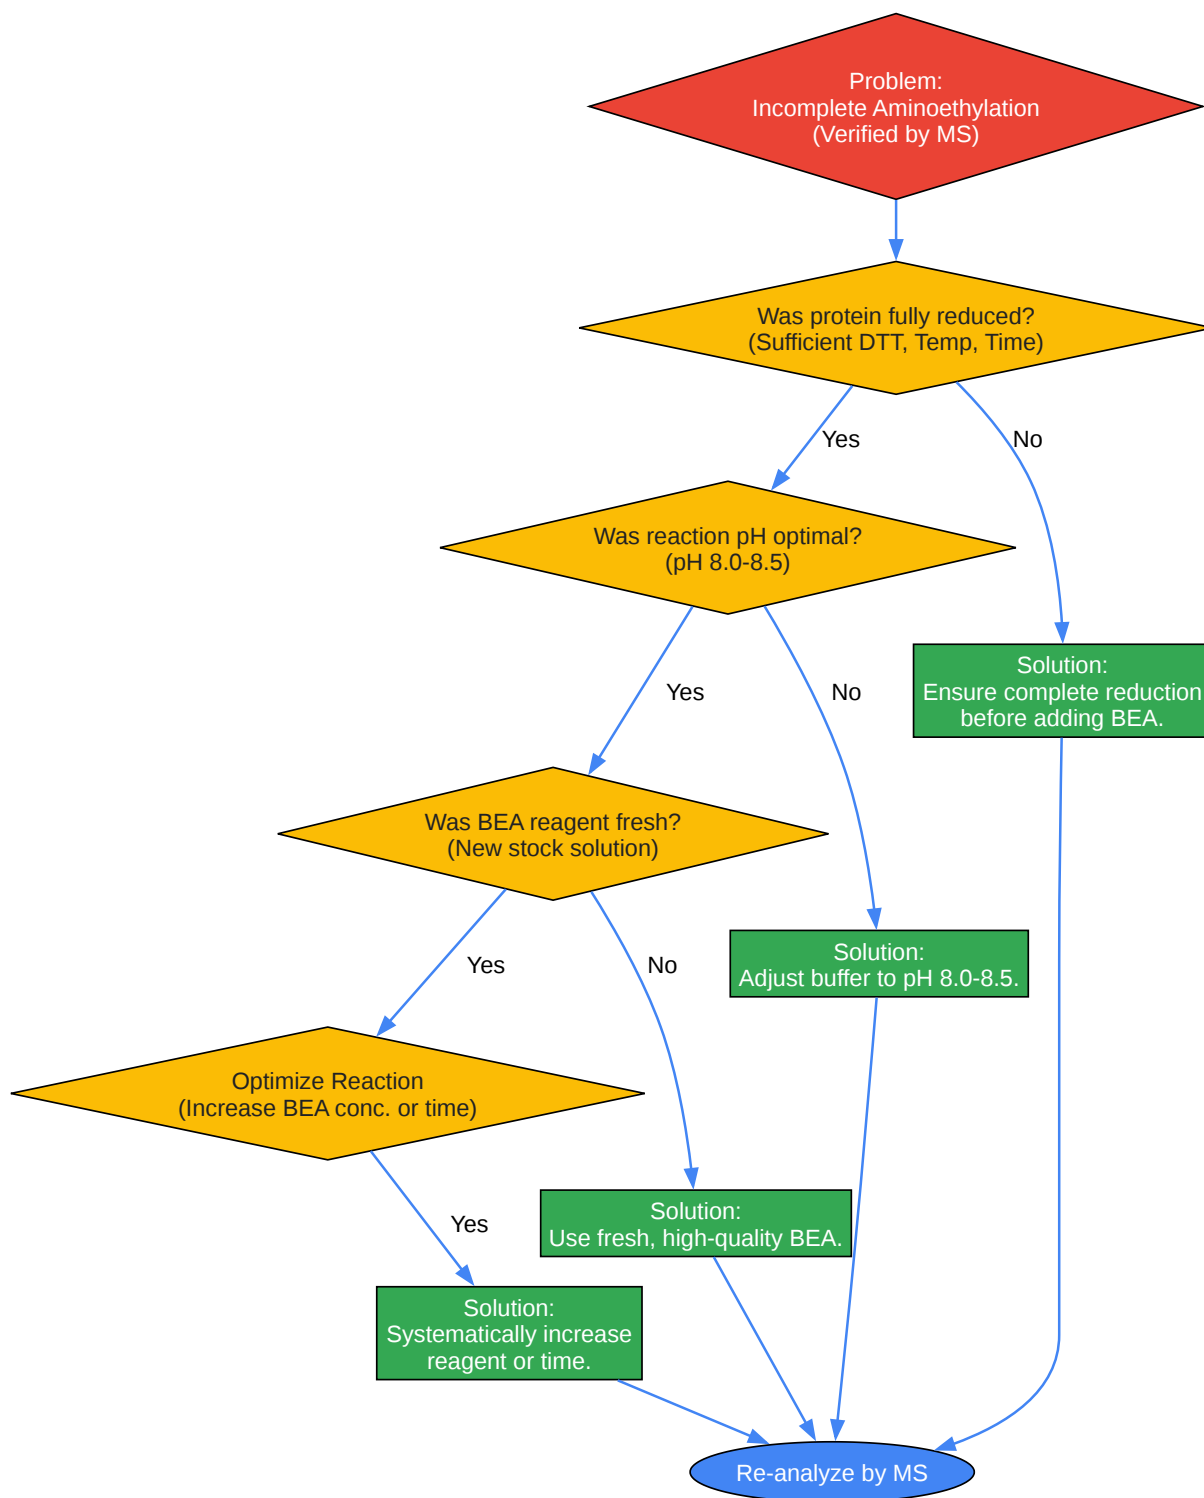 Problem:
Incomplete Aminoethylation
(Verified by MS)
Was protein fully reduced?
(Sufficient DTT, Temp, Time)
Yes
No
Was reaction pH optimal?
(pH 8.0-8.5)
Solution:
Ensure complete reduction
before adding BEA.
Yes
No
Was BEA reagent fresh?
(New stock solution)
Solution:
Adjust buffer to pH 8.0-8.5.
Yes
No
Optimize Reaction
(Increase BEA conc. or time)
Solution:
Use fresh, high-quality BEA.
Yes
Solution:
Systematically increase
reagent or time.
Re-analyze by MS